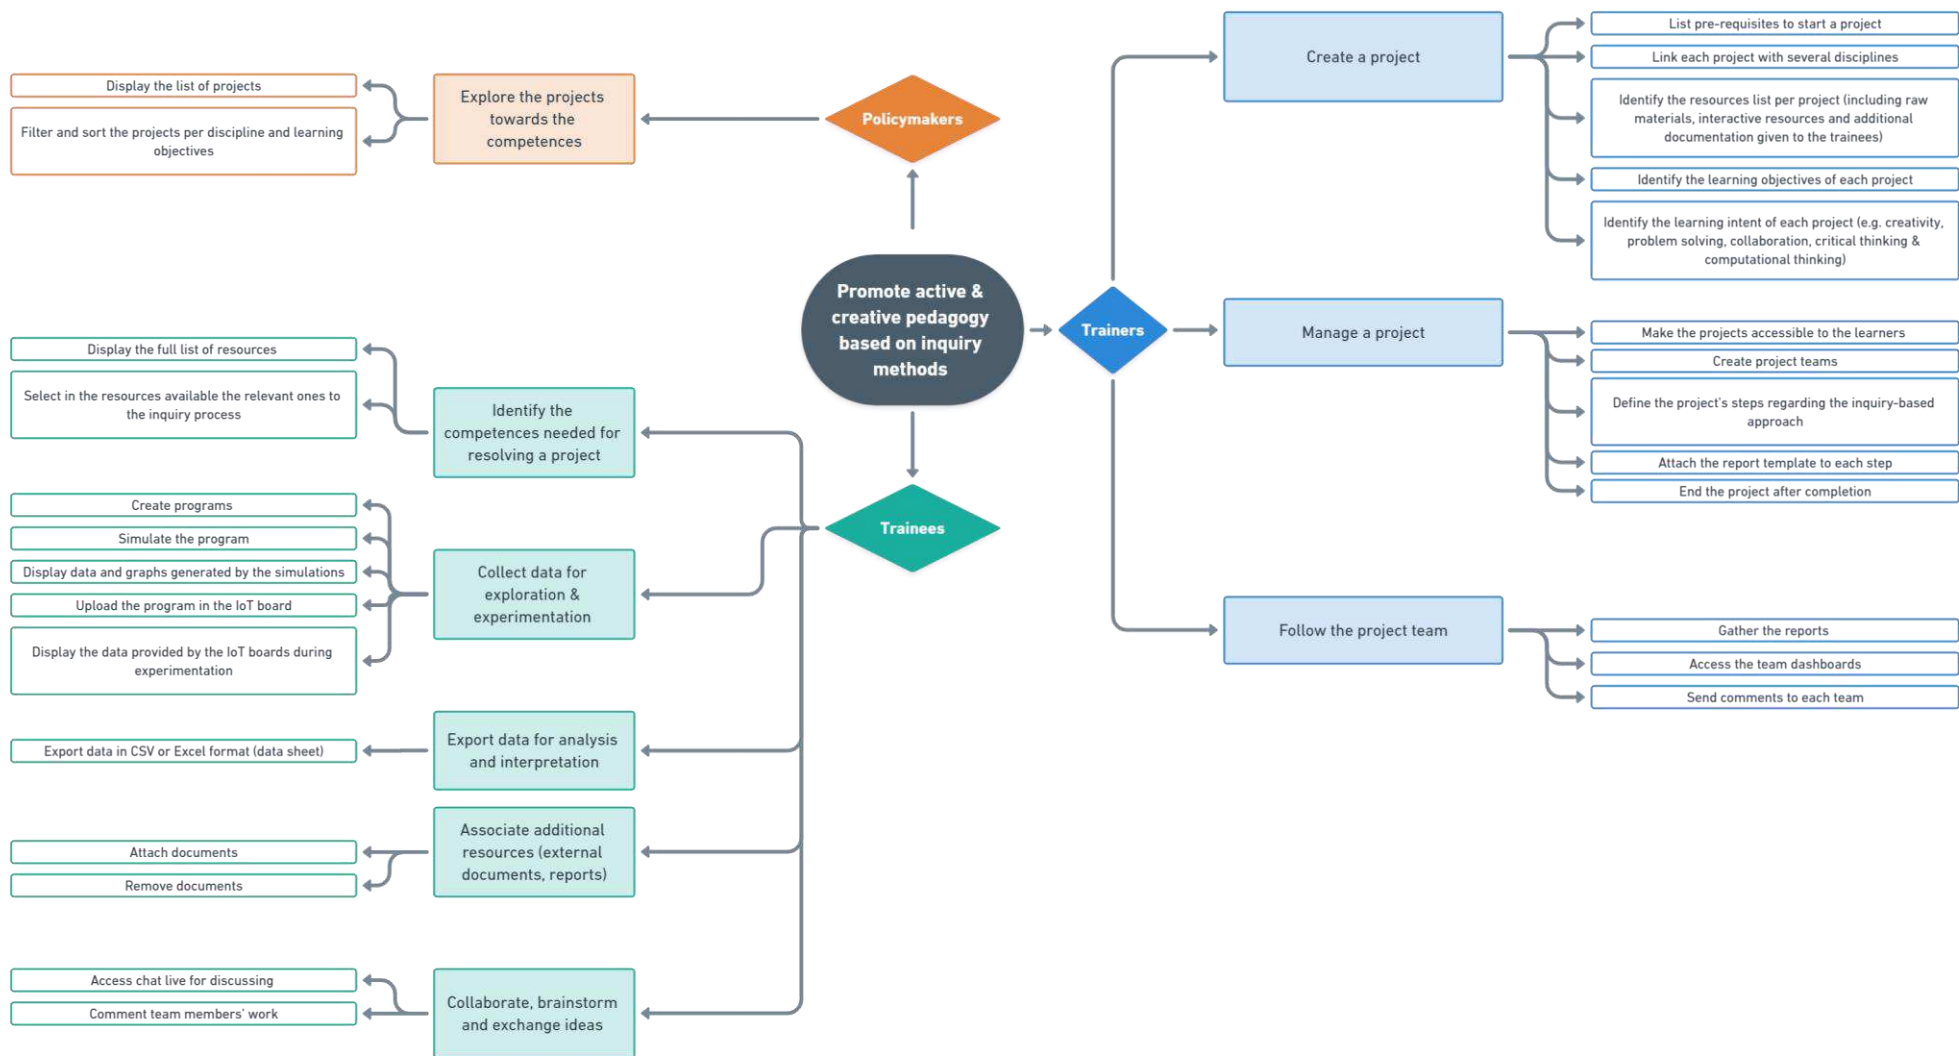 Display the list of projects
Filter and sort the projects per discipline and learning
objectives
Explore the projects
towards the
competences
Policymakers
Promote active &
creative pedagogy
based on inquiry
methods
Trainers
Create a project
List pre-requisites to start a project
Link each project with several disciplines
Identify the resources list per project (including raw
materials, interactive resources and additional
documentation given to the trainees)
Identify the learning objectives of each project
Identify the learning intent of each project (e.g. creativity,
problem solving, collaboration, critical thinking &
computational thinking)
Manage a project
Make the projects accessible to the learners
Create project teams
Define the project's steps regarding the inquiry-based
approach
Attach the report template to each step
End the project after completion
Follow the project team
Gather the reports
Access the team dashboards
Send comments to each team
Trainees
Identify the
competences needed for
resolving a project
Display the full list of resources
Select in the resources available the relevant ones to
the inquiry process
Collect data for
exploration &
experimentation
Create programs
Simulate the program
Display data and graphs generated by the simulations
Upload the program in the IoT board
Display the data provided by the IoT boards during
experimentation
Export data for analysis
and interpretation
Export data in CSV or Excel format (data sheet)
Associate additional
resources (external
documents, reports)
Attach documents
Remove documents
Collaborate, brainstorm
and exchange ideas
Access chat live for discussing
Comment team members' work